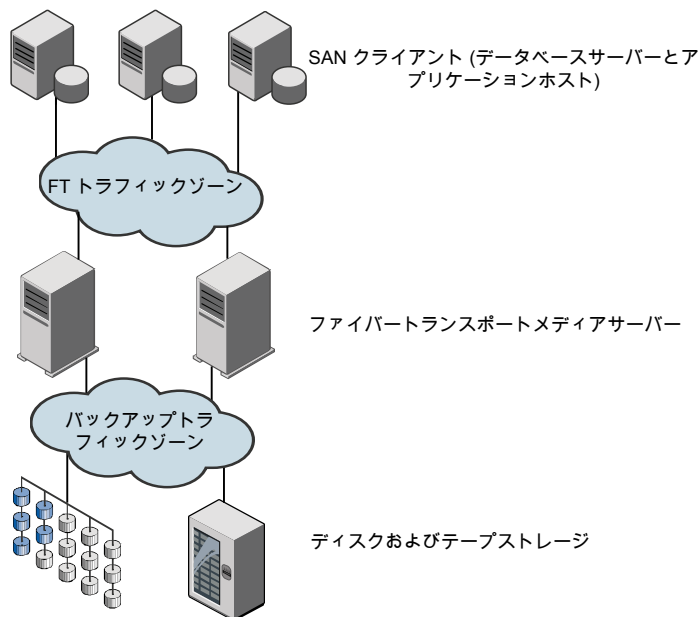 SAN クライアント (データベースサーバーとア
プリケーションホスト)
FT トラフィックゾーン
ファイバートランスポートメディアサーバー
バックアップトラ
フィックゾーン
ディスクおよびテープストレージ